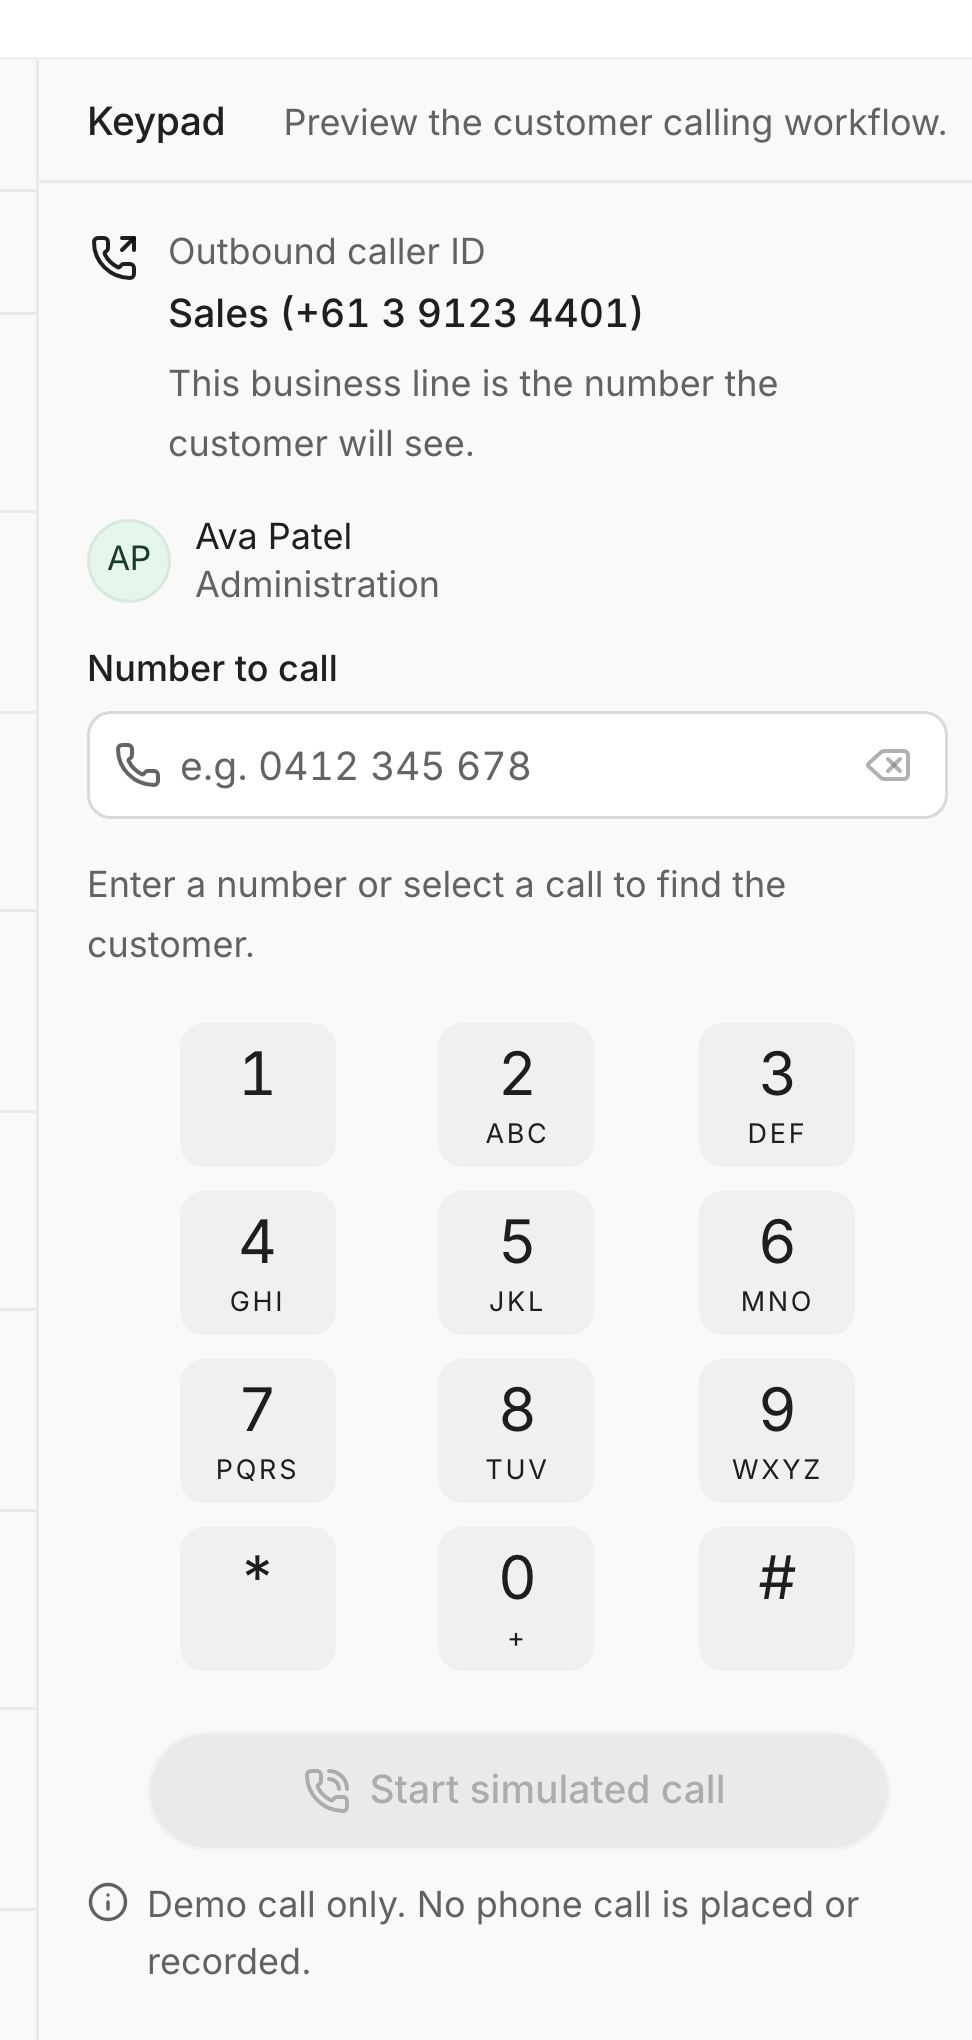 Keypad Preview the customer calling workflow.
Outbound caller ID
Sales (+61 3 9123 4401)
This business line is the number the
customer will see.
AP
Ava Patel
Administration
Number to call
e.g. 0412 345 678
Enter a number or select a call to find the
customer.
1 2 3
ABC DEF
4 5 6
GHI JKL MNO
7 8 9
PQRS TUV WXYZ
* 0 #
+
Start simulated call
Demo call only. No phone call is placed or
recorded.